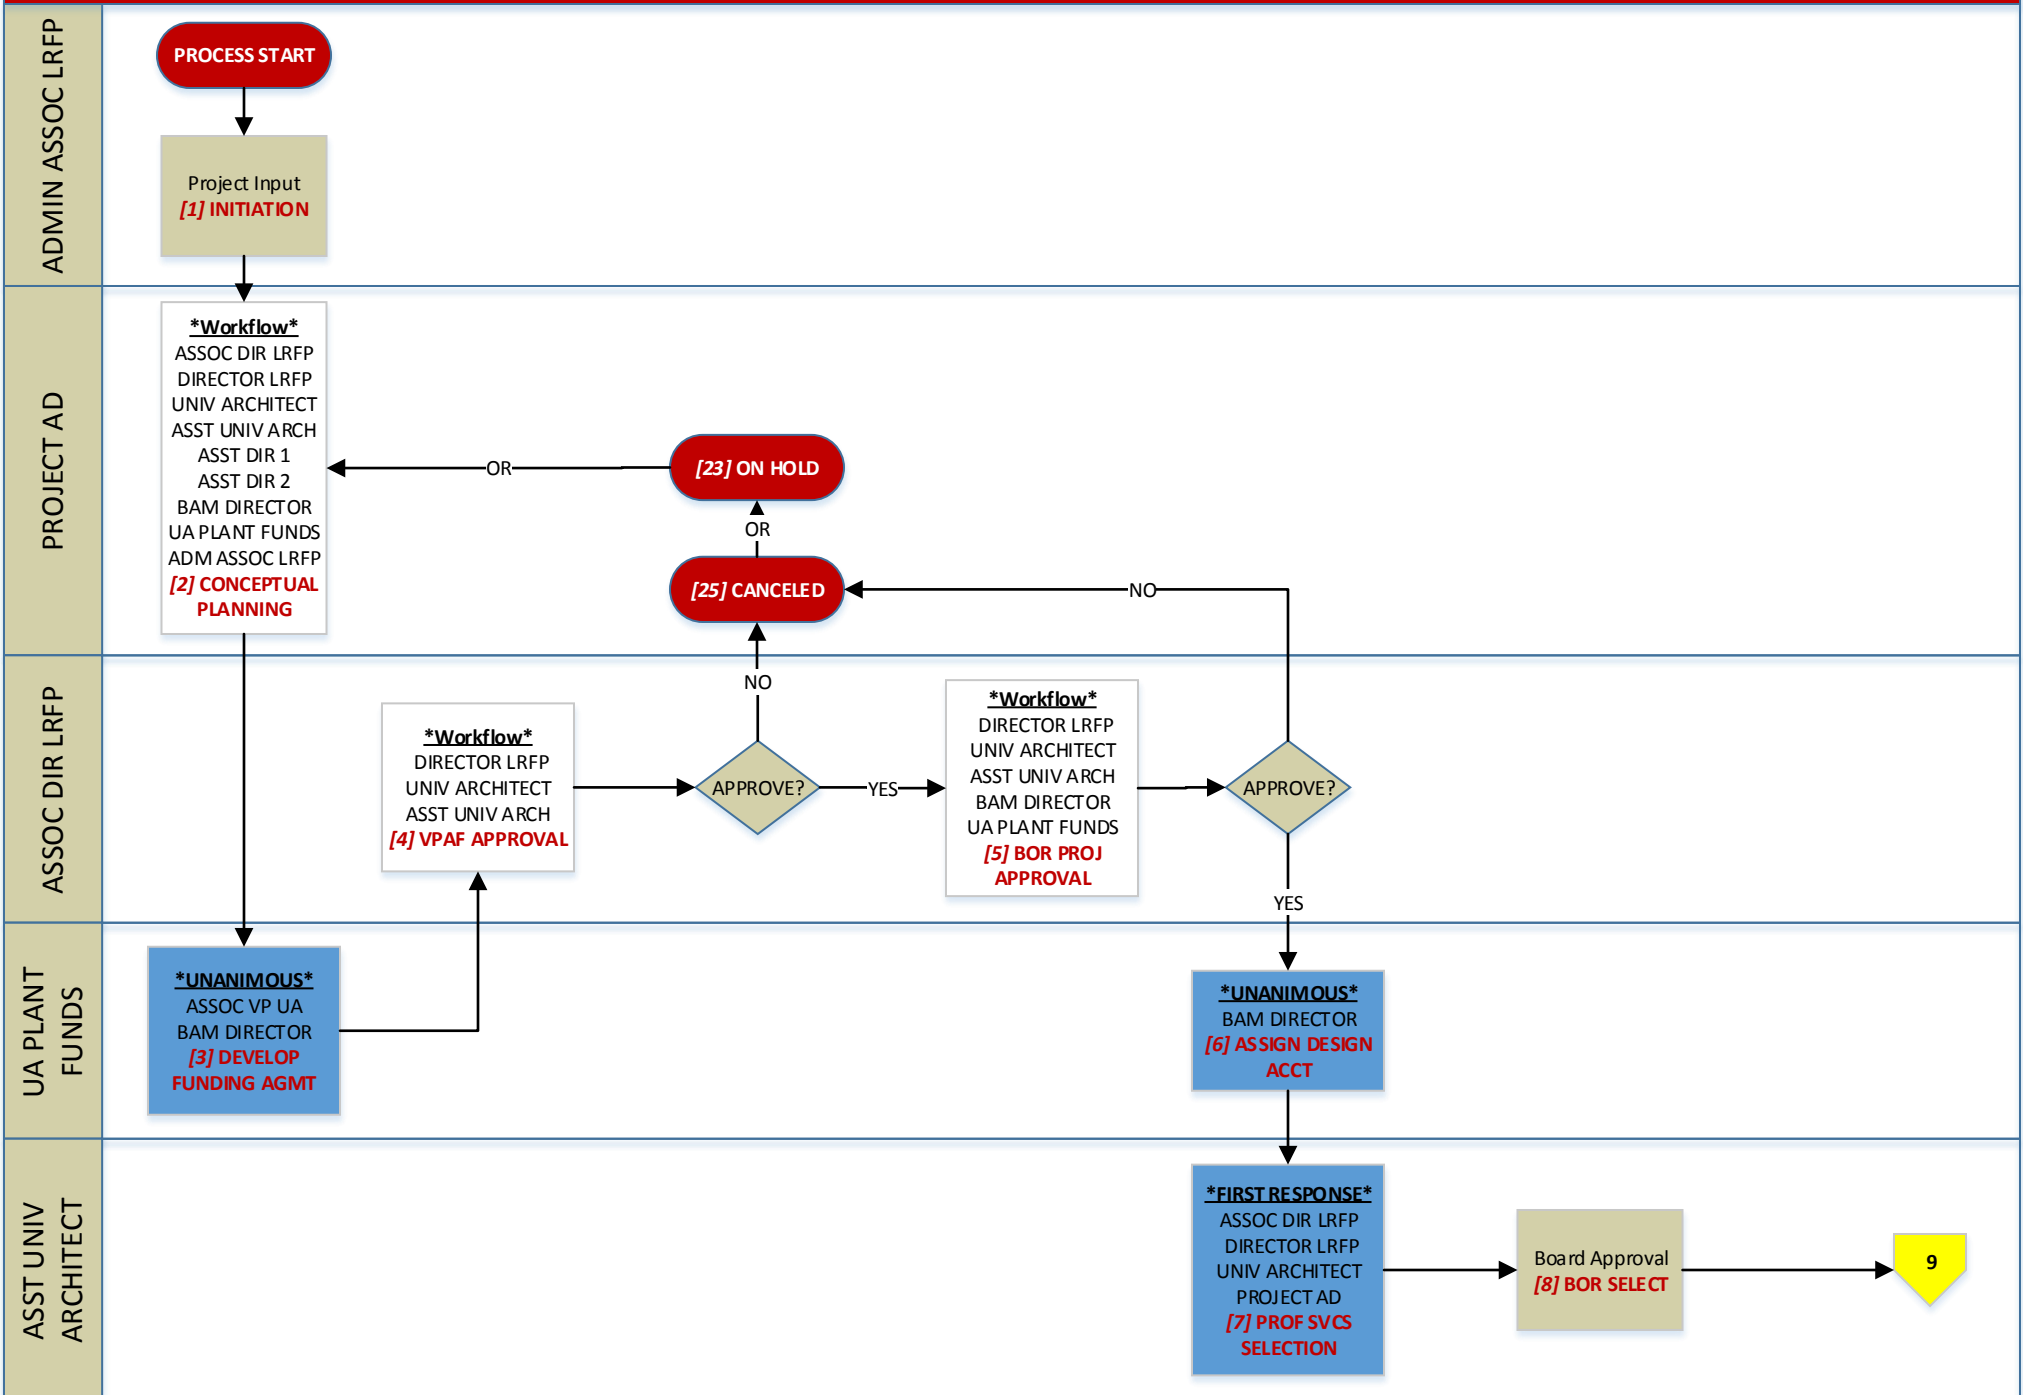 ADMIN ASSOC LRFP
PROCESS START
Project Input
[1] INITIATION
PROJECT AD
*Workflow*
ASSOC DIR LRFP
DIRECTOR LRFP
UNIV ARCHITECT
ASST UNIV ARCH
ASST DIR 1
ASST DIR 2
BAM DIRECTOR
UA PLANT FUNDS
ADM ASSOC LRFP
[2] CONCEPTUAL
PLANNING
OR
[23] ON HOLD
OR
[25] CANCELED
NO
NO
ASSOC DIR LRFP
*Workflow*
DIRECTOR LRFP
UNIV ARCHITECT
ASST UNIV ARCH
[4] VPAF APPROVAL
APPROVE?
YES
*Workflow*
DIRECTOR LRFP
UNIV ARCHITECT
ASST UNIV ARCH
BAM DIRECTOR
UA PLANT FUNDS
[5] BOR PROJ
APPROVAL
APPROVE?
YES
UA PLANT
FUNDS
*UNANIMOUS*
ASSOC VP UA
BAM DIRECTOR
[3] DEVELOP
FUNDING AGMT
*UNANIMOUS*
BAM DIRECTOR
[6] ASSIGN DESIGN
ACCT
ASST UNIV
ARCHITECT
*FIRST RESPONSE*
ASSOC DIR LRFP
DIRECTOR LRFP
UNIV ARCHITECT
PROJECT AD
[7] PROF SVCS
SELECTION
Board Approval
[8] BOR SELECT
9